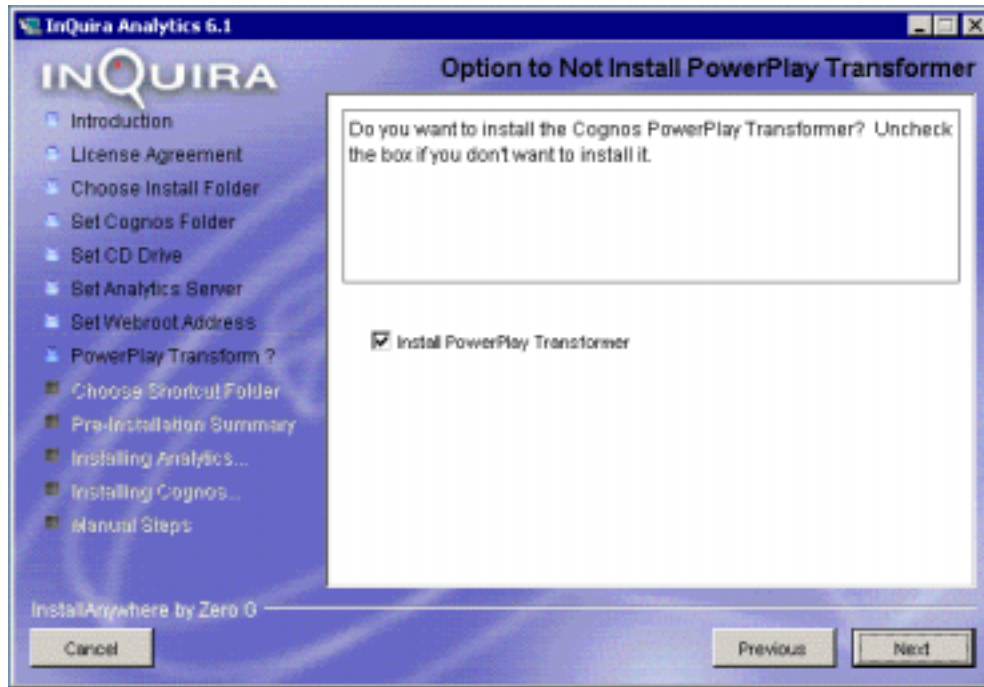 InQuira Analytics 6.1
INQUIRA
Option to Not Install PowerPlay Transformer
Introduction
License Agreement
Choose Install Folder
Set Cognos Folder
Set CD Drive
Set Analytics Server
Set Webroot Address
PowerPlay Transform ?
Choose Shortcut Folder
Pre-Installation Summary
Installing Analytics...
Installing Cognos...
Manual Steps
Do you want to install the Cognos PowerPlay Transformer? Uncheck
the box if you don't want to install it.
Install PowerPlay Transformer
InstallAnywhere by Zero G
Cancel
Previous
Next